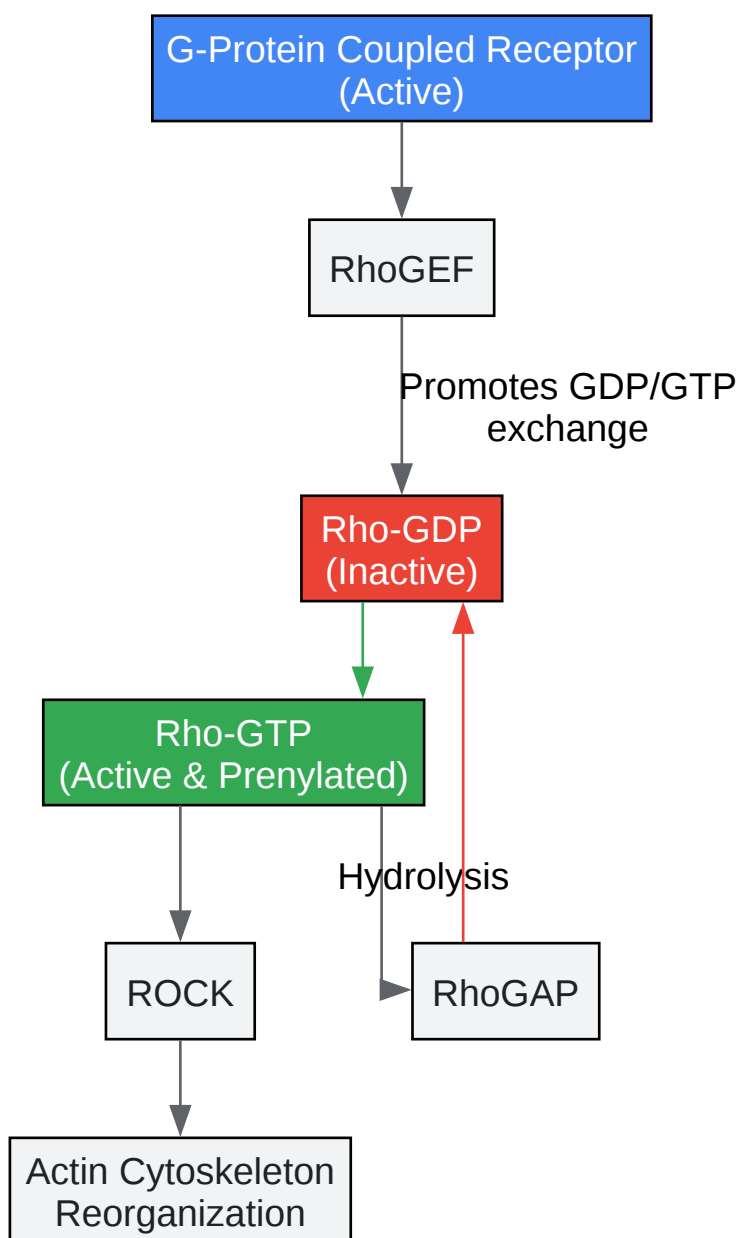 G-Protein Coupled Receptor
(Active)
RhoGEF
Promotes GDP/GTP
exchange
Rho-GDP
(Inactive)
Rho-GTP
(Active & Prenylated)
Hydrolysis
ROCK
RhoGAP
Actin Cytoskeleton
Reorganization